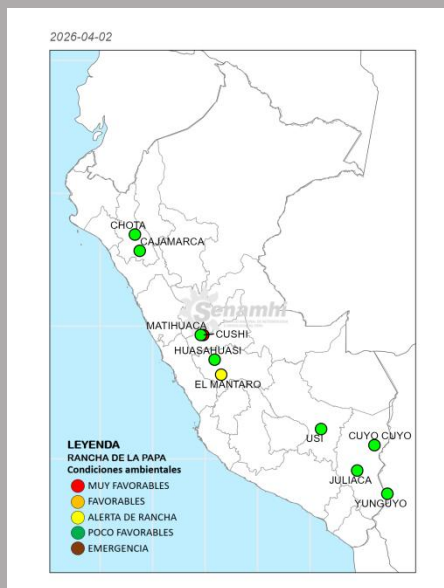 2026-04-02
CHOTA
CAJAMARCA
Senamhi
MATIHUACA
CUSHI
HUASAHUASI
EL MANTARO
USI
CUYO CUYO
JULIACA
YUNGUYO
LEYENDA
RANCHA DE LA PAPA
Condiciones ambientales
MUY FAVORABLES
FAVORABLES
ALERTA DE RANCHA
POCO FAVORABLES
EMERGENCIA